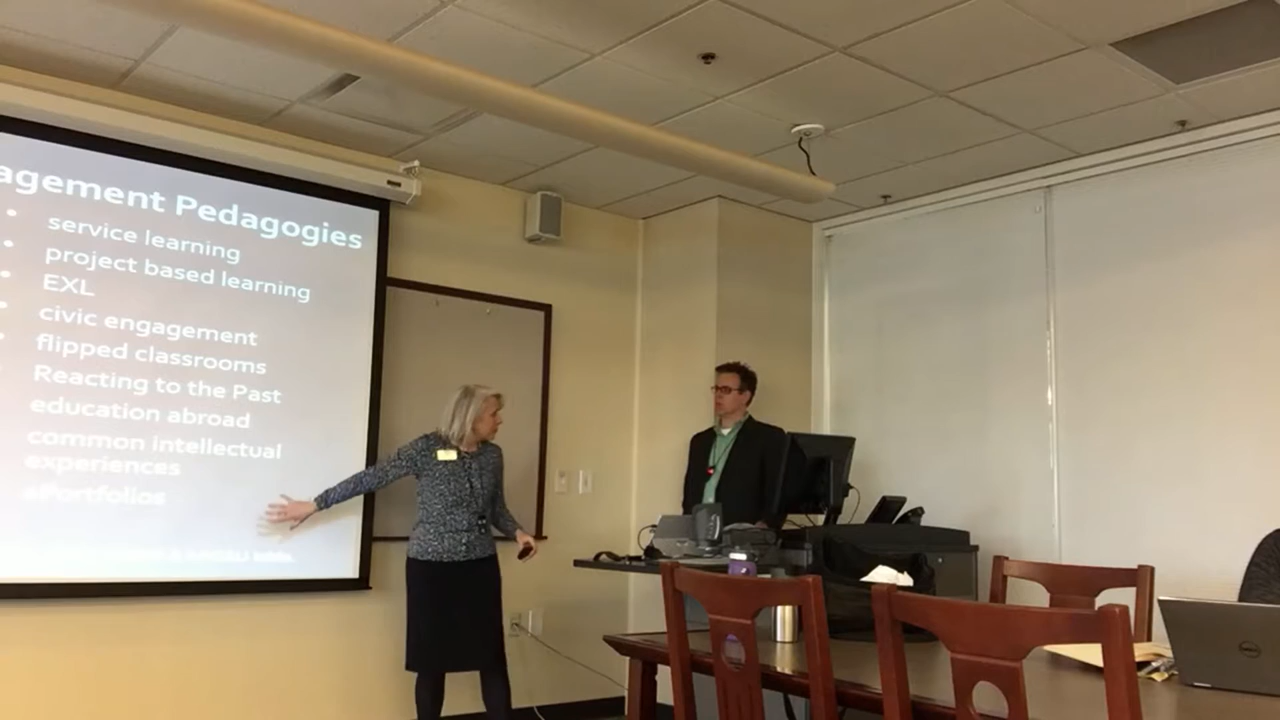 agement Pedagogies
• service learning
• project based learning
• EXL
• civic engagement
• flipped classrooms
Reacting to the Past
education abroad
common intellectual
experiences
DELL